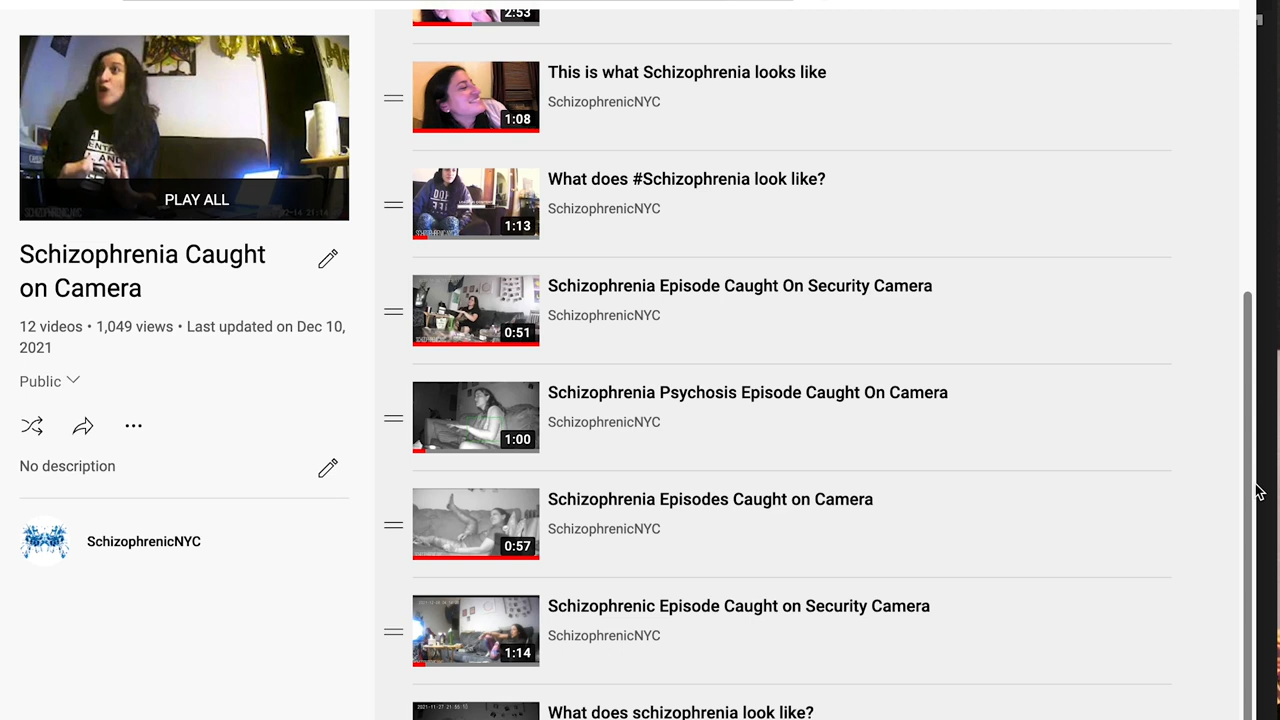 PLAY ALL
Schizophrenia Caught
on Camera
12 videos • 1,049 views • Last updated on Dec 10,
2021
Public
No description
SchizophrenicNYC
2:53
This is what Schizophrenia looks like
SchizophrenicNYC
1:08
What does #Schizophrenia look like?
SchizophrenicNYC
1:13
Schizophrenia Episode Caught On Security Camera
SchizophrenicNYC
0:51
Schizophrenia Psychosis Episode Caught On Camera
SchizophrenicNYC
1:00
Schizophrenia Episodes Caught on Camera
SchizophrenicNYC
0:57
Schizophrenic Episode Caught on Security Camera
SchizophrenicNYC
1:14
What does schizophrenia look like?